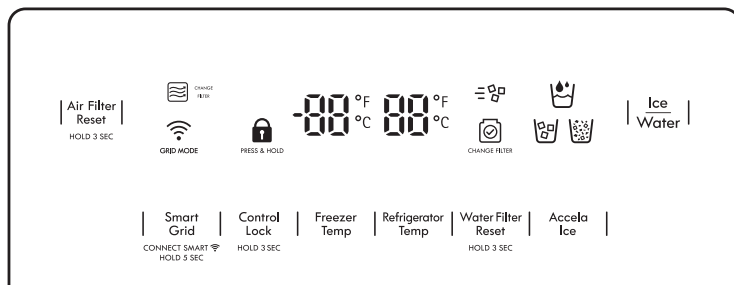 CHANGE
FILTER
Air Filter
Reset
HOLD 3 SEC
GRID MODE
PRESS & HOLD
-88 °F
°C
88 °F
°C
CHANGE FILTER
Ice
Water
Smart
Grid
CONNECT SMART
HOLD 5 SEC
Control
Lock
HOLD 3 SEC
Freezer
Temp
Refrigerator
Temp
Water Filter
Reset
HOLD 3 SEC
Accela
Ice